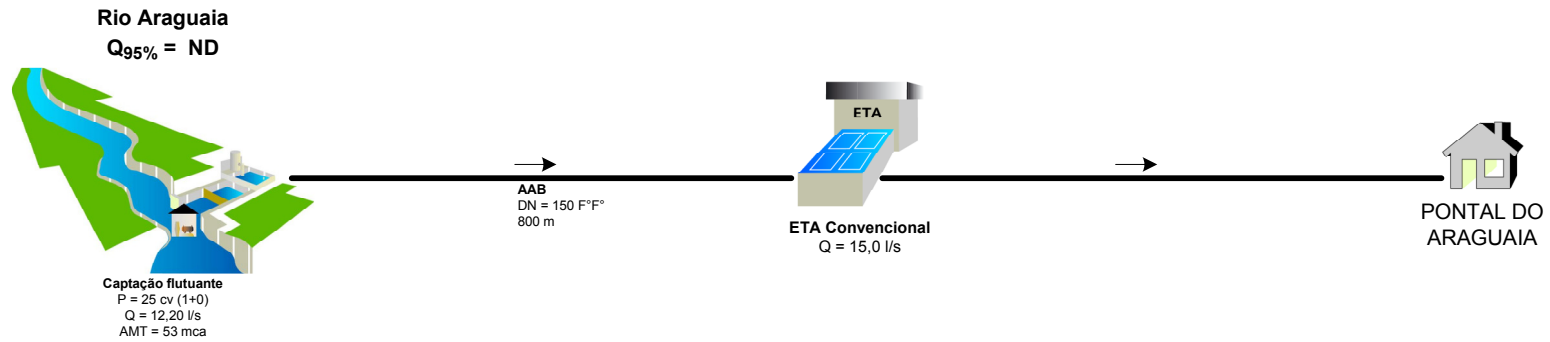 Rio Araguaia
Q95% = ND
Captação flutuante
P = 25 cv (1+0)
Q = 12,20 l/s
AMT = 53 mca
AAB
DN = 150 F°F°
800 m
ETA
ETA Convencional
Q = 15,0 l/s
PONTAL DO
ARAGUAIA